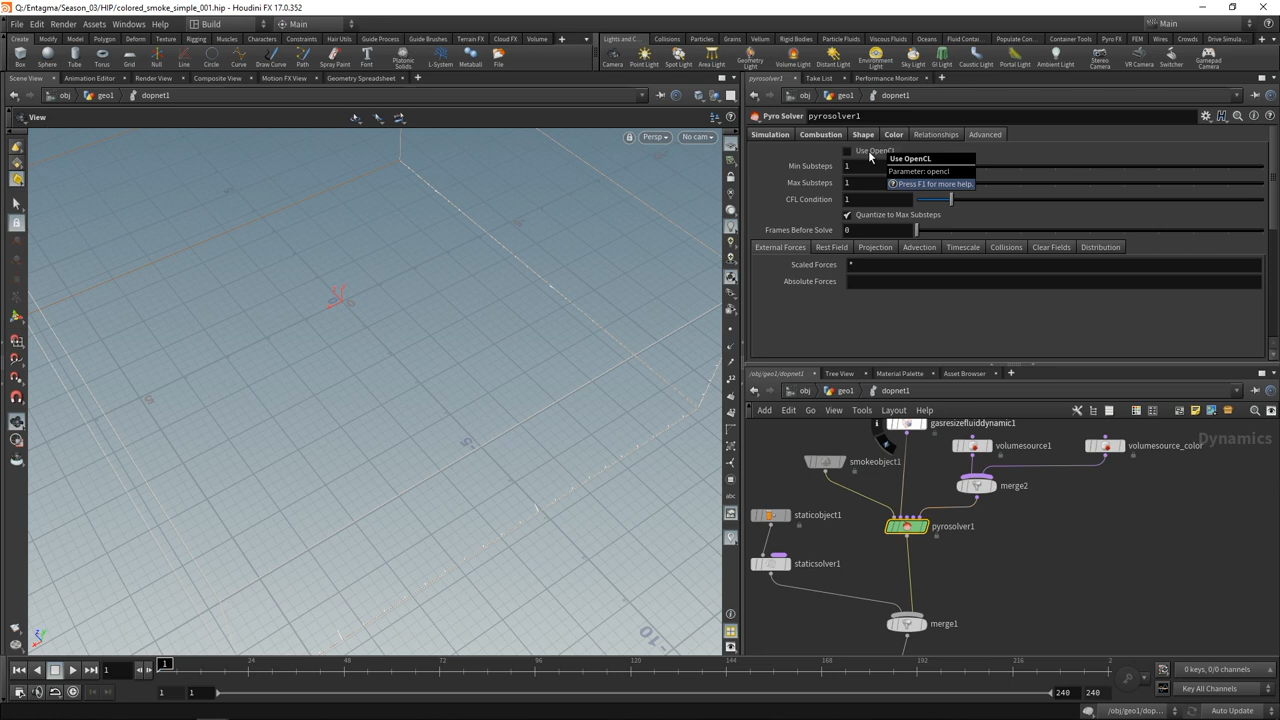 Q:/Entagma/Season_03/HIP/colored_smoke_simple_001.hip - Houdini FX 17.0.352
File Edit Render Assets Windows Help Build Main Main
Create Modify Model Polygon Deform Texture Rigging Muscles Characters Constraints Hair Utils Guide Process Guide Brushes Terrain FX Cloud FX Volume
Lights and C... Collisions Particles Grains Vellum Rigid Bodies Particle Fluids Viscous Fluids Oceans Fluid Contai... Populate Con... Container Tools Pyro FX FEM Wires Crowds Drive Simula...
Box Sphere Tube Torus Grid Null Line Circle Curve Draw Curve Path Spray Paint Font Platonic Solids L-System Metaball File
Camera Point Light Spot Light Area Light Geometry Light Volume Light Distant Light Environment Light Sky Light GI Light Caustic Light Portal Light Ambient Light Stereo Camera VR Camera Switcher Gamepad Camera
Scene View Animation Editor Render View Composite View Motion FX View Geometry Spreadsheet
pyrosolver1 Take List Performance Monitor
obj geo1 dopnet1
obj geo1 dopnet1
View
Persp No cam
Pyro Solver pyrosolver1
Simulation Combustion Shape Color Relationships Advanced
Use OpenCL
Use OpenCL
Parameter: opencl
Press F1 for more help.
Min Substeps 1
Max Substeps 1
CFL Condition 1
Quantize to Max Substeps
Frames Before Solve 0
External Forces Rest Field Projection Advection Timescale Collisions Clear Fields Distribution
Scaled Forces *
Absolute Forces
/obj/geo1/dopnet1 Tree View Material Palette Asset Browser
obj geo1 dopnet1
Add Edit Go View Tools Layout Help
Dynamics
gasresizefluiddynamic1
volumesource1
volumesource_color
smokeobject1
merge2
staticobject1
pyrosolver1
staticsolver1
merge1
abc
-10
1 1 24 48 72 96 120 144 168 192 216 2
0 keys, 0/0 channels
1 1 240 240
Key All Channels
/obj/geo1/dop... Auto Update